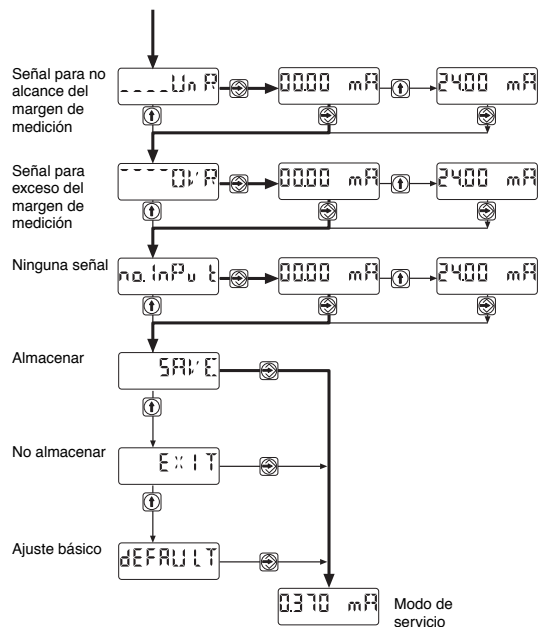 Señal para no
alcance del
margen de
medición
____Un R
00.00 mA
24.00 mA
Señal para
exceso del
margen de
medición
‾‾‾‾OV R
00.00 mA
24.00 mA
Ninguna señal
no.InPut
00.00 mA
24.00 mA
Almacenar
SAVE
No almacenar
EXIT
Ajuste básico
dEFAULT
0.370 mA
Modo de
servicio